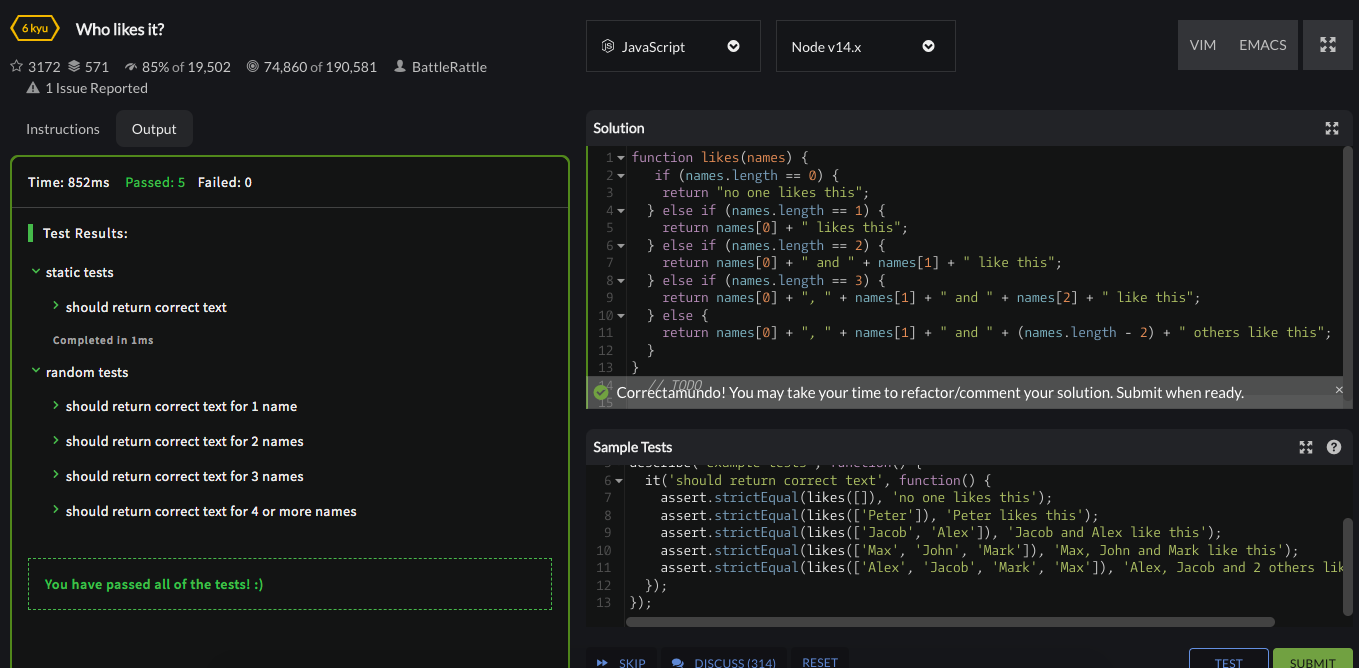 6 kyu Who likes it?
3172 571 85% of 19,502 74,860 of 190,581 BattleRattle
1 Issue Reported
Instructions Output
Time: 852ms Passed: 5 Failed: 0
Test Results:
static tests
should return correct text
Completed in 1ms
random tests
should return correct text for 1 name
should return correct text for 2 names
should return correct text for 3 names
should return correct text for 4 or more names
You have passed all of the tests! :)
JavaScript Node v14.x VIM EMACS
Solution
1 function likes(names) {
2 if (names.length == 0) {
3 return "no one likes this";
4 } else if (names.length == 1) {
5 return names[0] + " likes this";
6 } else if (names.length == 2) {
7 return names[0] + " and " + names[1] + " like this";
8 } else if (names.length == 3) {
9 return names[0] + ", " + names[1] + " and " + names[2] + " like this";
10 } else {
11 return names[0] + ", " + names[1] + " and " + (names.length - 2) + " others like this";
12 }
13 }
14 // TODO
Correctamundo! You may take your time to refactor/comment your solution. Submit when ready.
15
Sample Tests
5 describe("example tests", function() {
6 it('should return correct text', function() {
7 assert.strictEqual(likes([]), 'no one likes this');
8 assert.strictEqual(likes(['Peter']), 'Peter likes this');
9 assert.strictEqual(likes(['Jacob', 'Alex']), 'Jacob and Alex like this');
10 assert.strictEqual(likes(['Max', 'John', 'Mark']), 'Max, John and Mark like this');
11 assert.strictEqual(likes(['Alex', 'Jacob', 'Mark', 'Max']), 'Alex, Jacob and 2 others lik
12 });
13 });
SKIP DISCUSS (314) RESET TEST SUBMIT